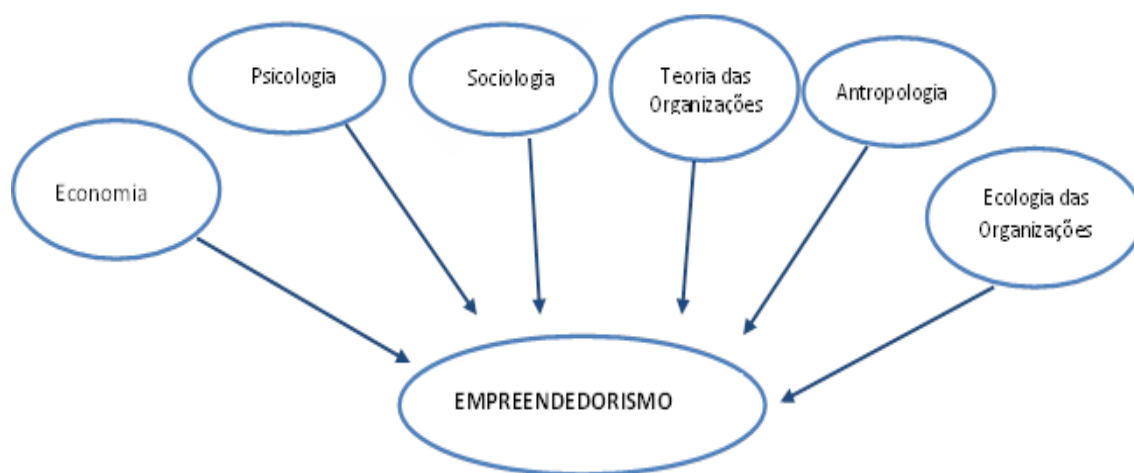 Psicologia
Sociologia
Teoria das
Organizações
Antropologia
Economia
Ecologia das
Organizações
EMPREENDEDORISMO